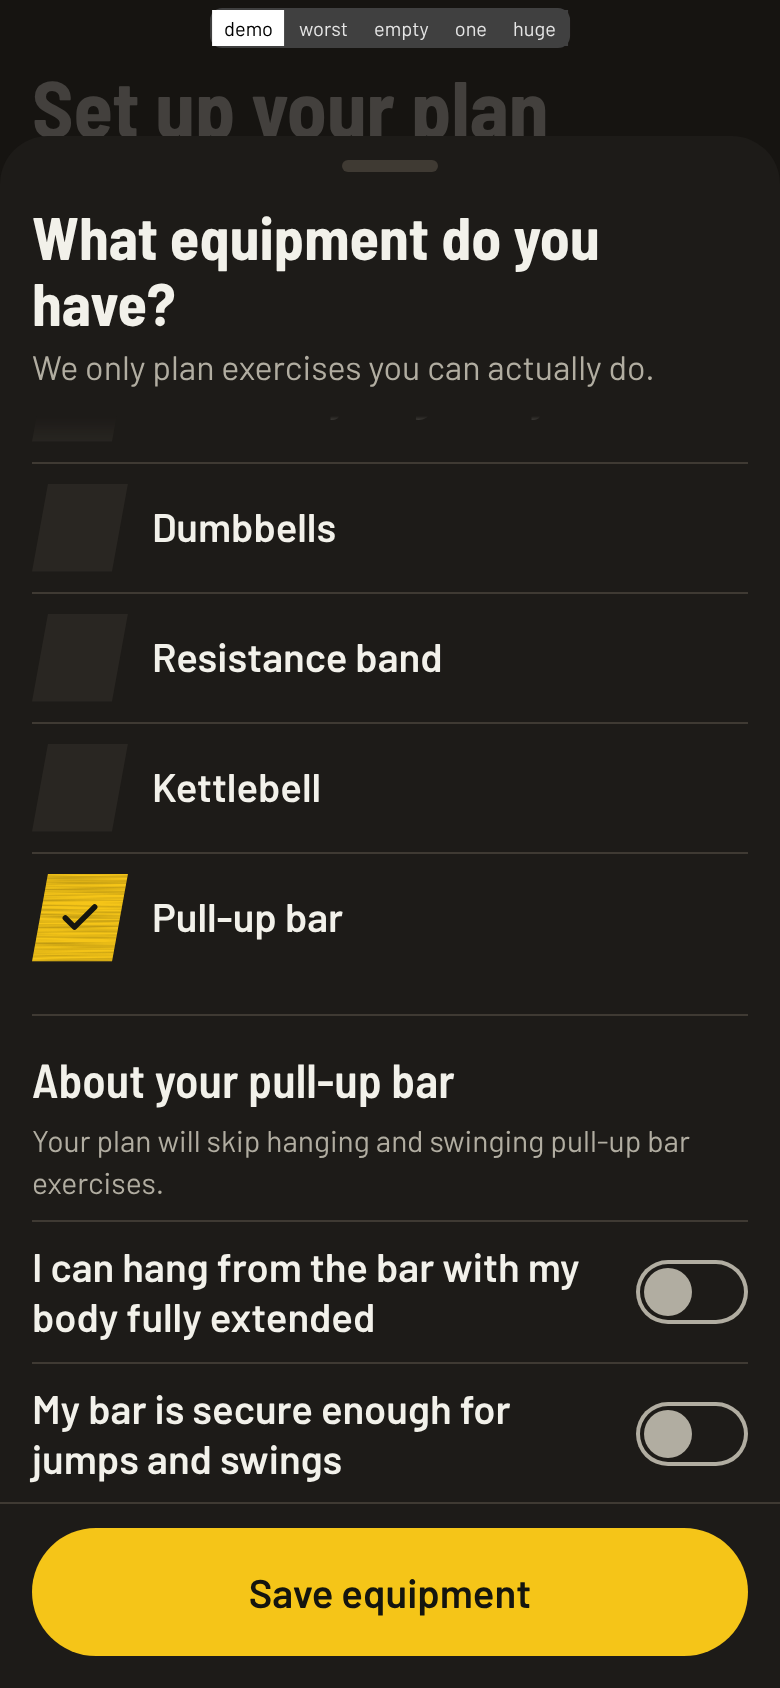 demo worst empty one huge
Set up your plan
What equipment do you
have?
We only plan exercises you can actually do.
Dumbbells
Resistance band
Kettlebell
Pull-up bar
About your pull-up bar
Your plan will skip hanging and swinging pull-up bar
exercises.
I can hang from the bar with my
body fully extended
My bar is secure enough for
jumps and swings
Save equipment